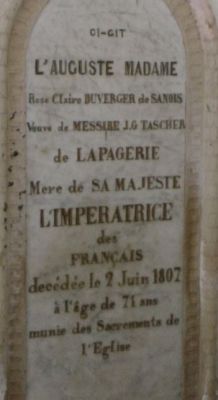 CI-GIT
L'AUGUSTE MADAME
Rose Claire DUVERGER de SANOIS
Veuve de MESSIRE J.G TASCHER
de LAPAGERIE
Mere de SA MAJESTE
L'IMPERATRICE
des
FRANÇAIS
decédée le 2 Juin 1807
à l'âge de 71 ans
munie des Sacrements de
l'Eglise